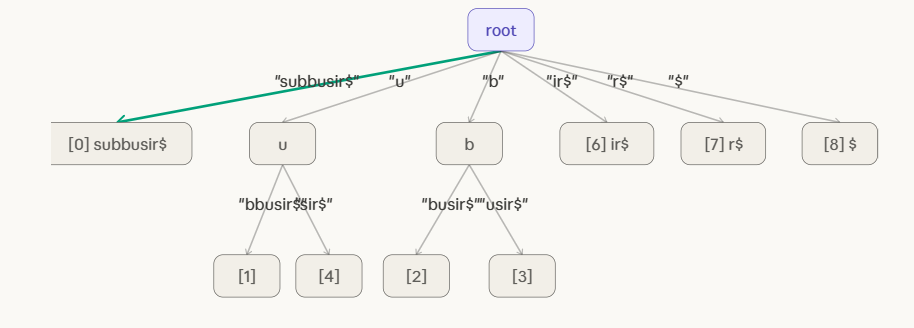 root
"subbusir$" "u" "b" "ir$" "r$" "$"
[0] subbusir$ u b [6] ir$ [7] r$ [8] $
"bbusir$" "sir$" "busir$" "usir$"
[1] [4] [2] [3]